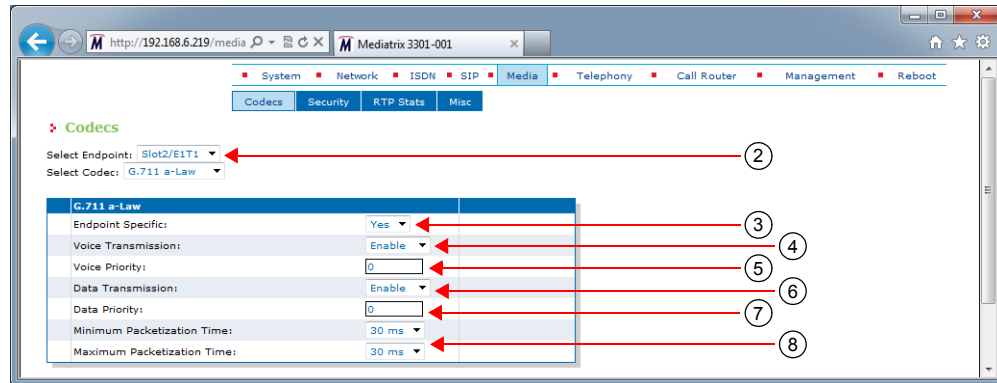 http://192.168.6.219/media
Mediatrix 3301-001
System Network ISDN SIP Media Telephony Call Router Management Reboot
Codecs Security RTP Stats Misc
Codecs
Select Endpoint: Slot2/E1T1
Select Codec: G.711 a-Law
G.711 a-Law
Endpoint Specific: Yes
Voice Transmission: Enable
Voice Priority: 0
Data Transmission: Enable
Data Priority: 0
Minimum Packetization Time: 30 ms
Maximum Packetization Time: 30 ms
2
3
4
5
6
7
8